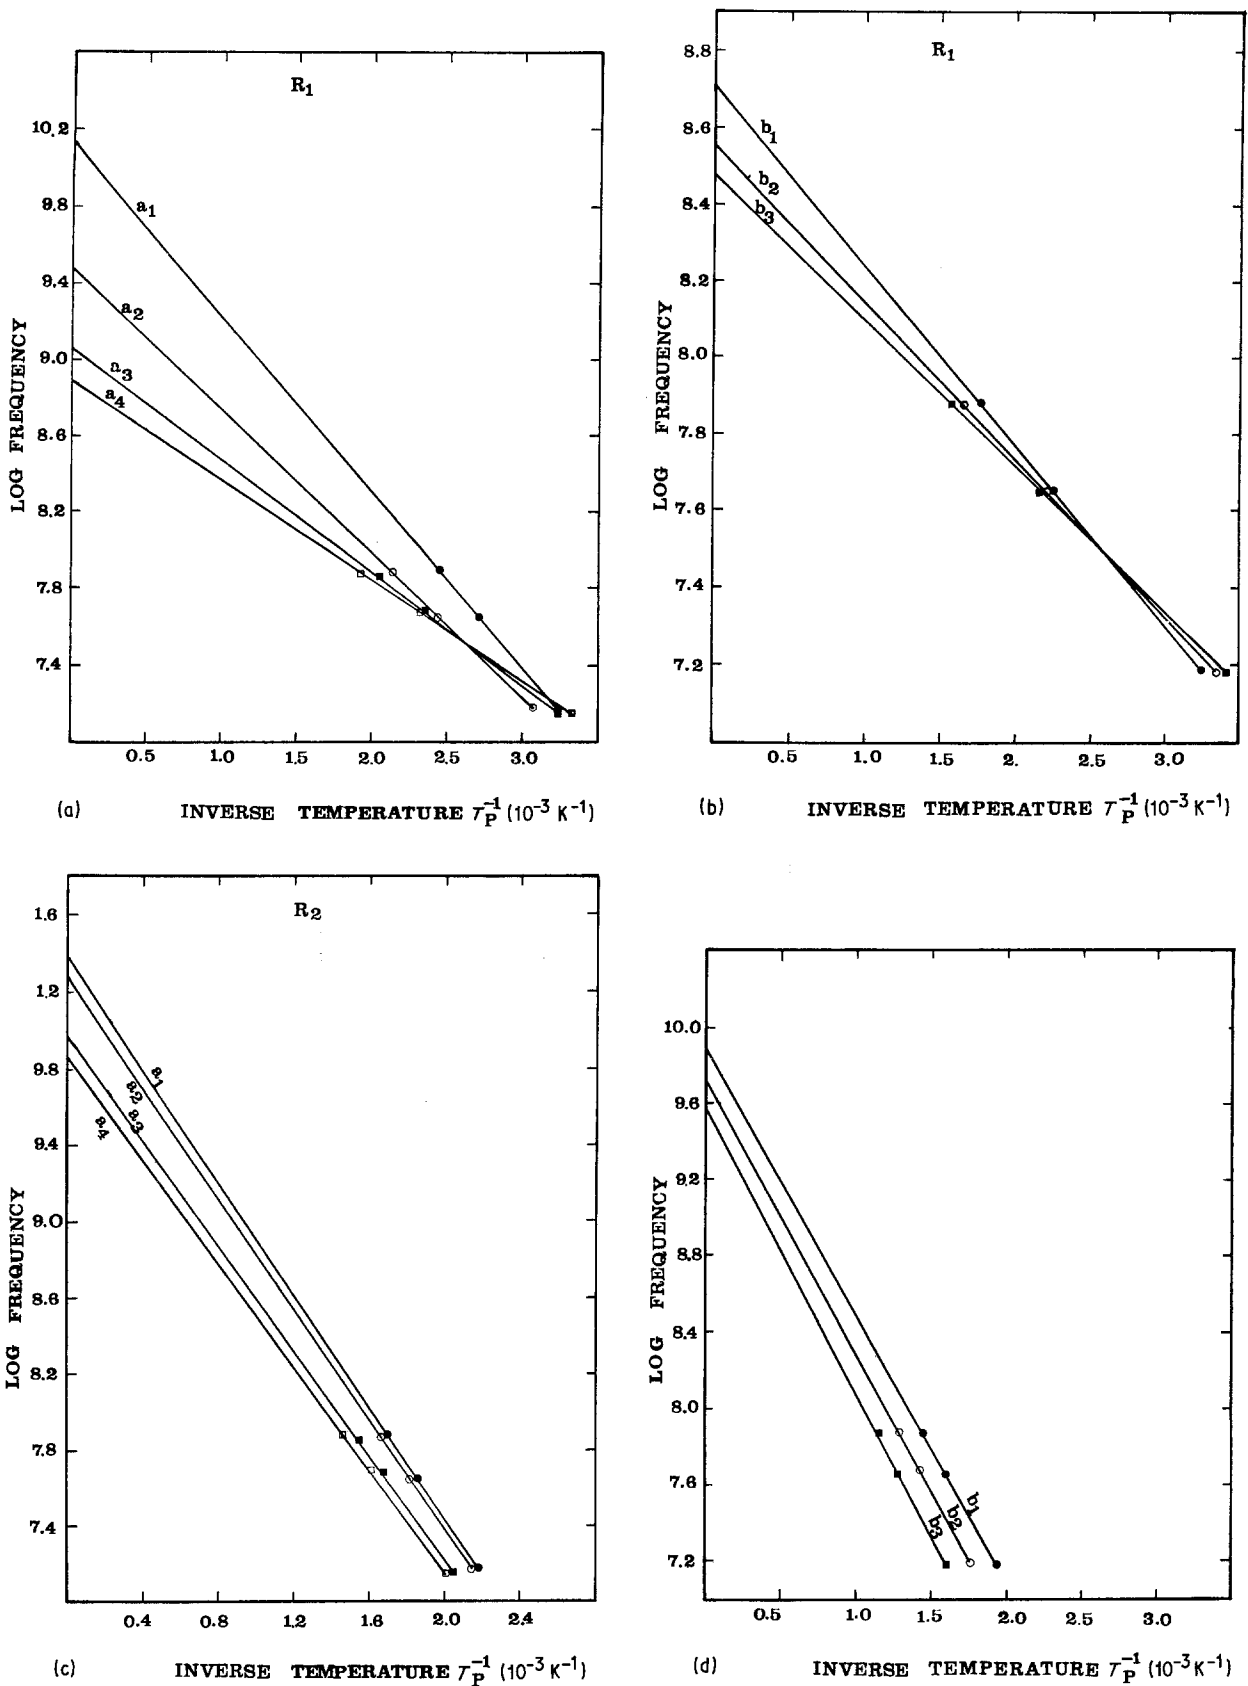 R1
10.2
9.8
9.4
9.0
8.6
8.2
7.8
7.4
LOG FREQUENCY
a1
a2
a3
a4
0.5 1.0 1.5 2.0 2.5 3.0
(a) INVERSE TEMPERATURE T_P^-1 (10^-3 K^-1)
R1
8.8
8.6
8.4
8.2
8.0
7.8
7.6
7.4
7.2
LOG FREQUENCY
b1
b2
b3
0.5 1.0 1.5 2. 2.5 3.0
(b) INVERSE TEMPERATURE T_P^-1 (10^-3 K^-1)
R2
1.6
1.2
9.8
9.4
9.0
8.6
8.2
7.8
7.4
LOG FREQUENCY
a1
a2
a3
a4
0.4 0.8 1.2 1.6 2.0 2.4
(c) INVERSE TEMPERATURE T_P^-1 (10^-3 K^-1)
10.0
9.6
9.2
8.8
8.4
8.0
7.6
7.2
LOG FREQUENCY
b1
b2
b3
0.5 1.0 1.5 2.0 2.5 3.0
(d) INVERSE TEMPERATURE T_P^-1 (10^-3 K^-1)